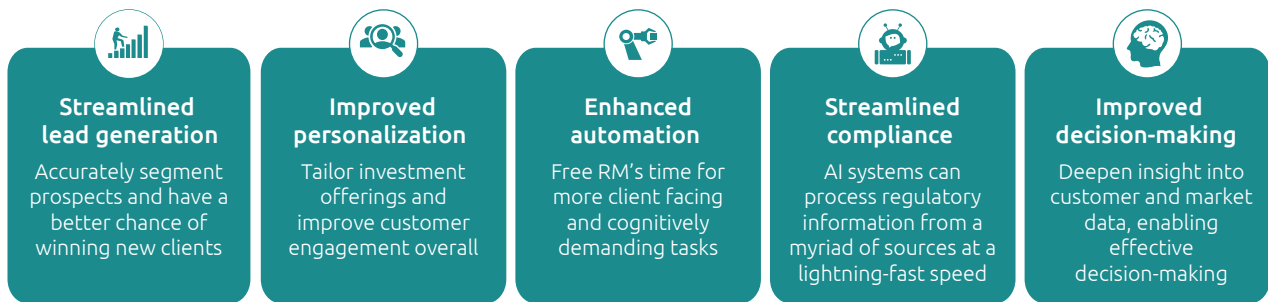 Streamlined
lead generation
Accurately segment
prospects and have a
better chance of
winning new clients
Improved
personalization
Tailor investment
offerings and
improve customer
engagement overall
Enhanced
automation
Free RM’s time for
more client facing
and cognitively
demanding tasks
Streamlined
compliance
AI systems can
process regulatory
information from a
myriad of sources at a
lightning-fast speed
Improved
decision-making
Deepen insight into
customer and market
data, enabling
effective
decision-making